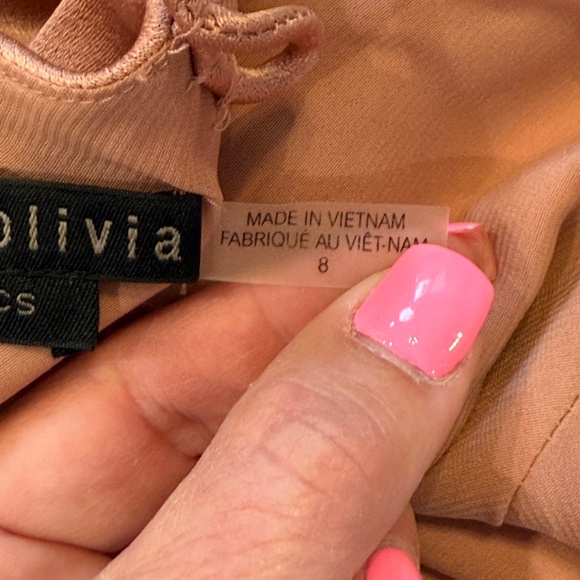 olivia
cs
MADE IN VIETNAM
FABRIQUÉ AU VIÊT-NAM
8